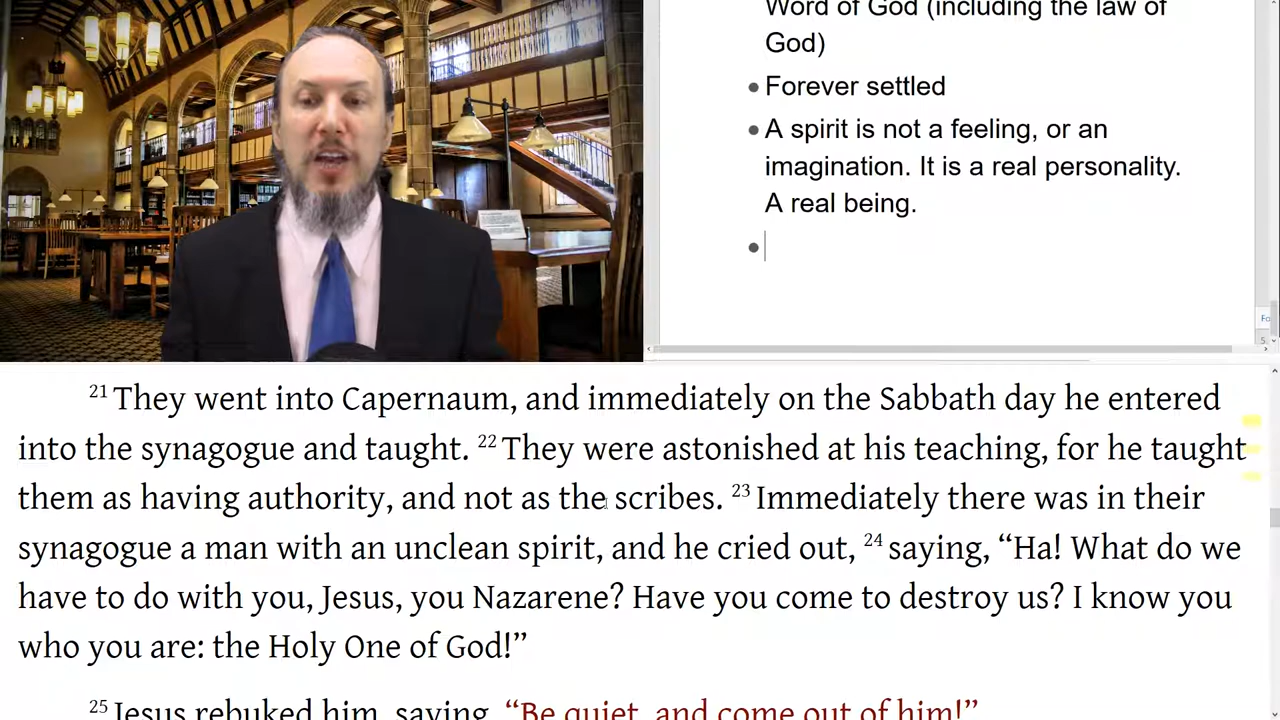 Word of God (including the law of
God)
● Forever settled
● A spirit is not a feeling, or an
imagination. It is a real personality.
A real being.
●
21 They went into Capernaum, and immediately on the Sabbath day he entered
into the synagogue and taught. 22 They were astonished at his teaching, for he taught
them as having authority, and not as the scribes. 23 Immediately there was in their
synagogue a man with an unclean spirit, and he cried out, 24 saying, “Ha! What do we
have to do with you, Jesus, you Nazarene? Have you come to destroy us? I know you
who you are: the Holy One of God!”
25 Jesus rebuked him, saying, “Be quiet, and come out of him!”